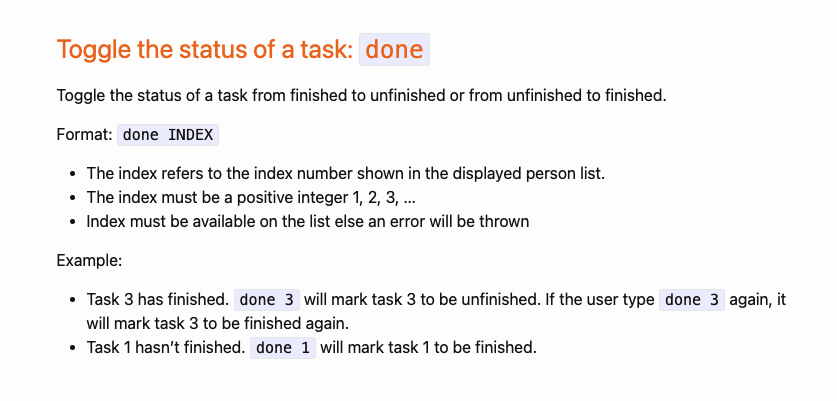 Toggle the status of a task: done
Toggle the status of a task from finished to unfinished or from unfinished to finished.
Format: done INDEX
• The index refers to the index number shown in the displayed person list.
• The index must be a positive integer 1, 2, 3, …
• Index must be available on the list else an error will be thrown
Example:
• Task 3 has finished. done 3 will mark task 3 to be unfinished. If the user type done 3 again, it
will mark task 3 to be finished again.
• Task 1 hasn’t finished. done 1 will mark task 1 to be finished.